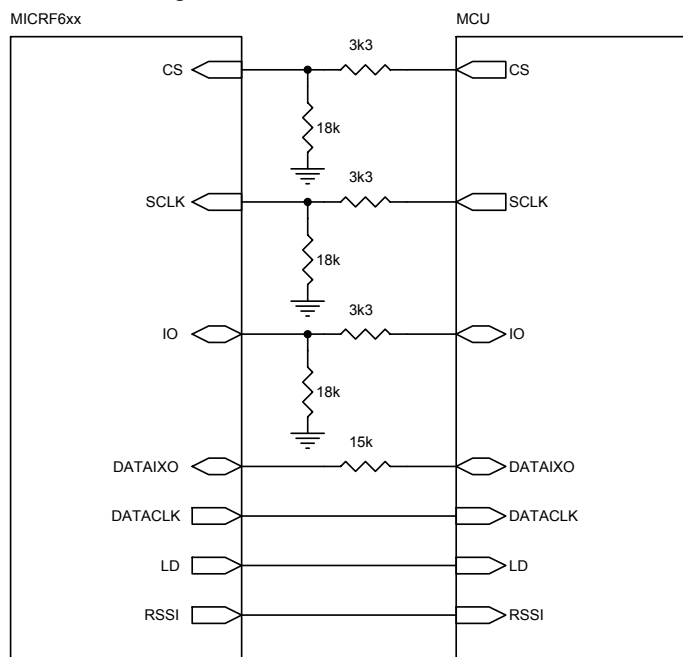 MICRF6xx MCU
3k3
CS CS
18k
3k3
SCLK SCLK
18k
3k3
IO IO
18k
15k
DATAIXO DATAIXO
DATACLK DATACLK
LD LD
RSSI RSSI